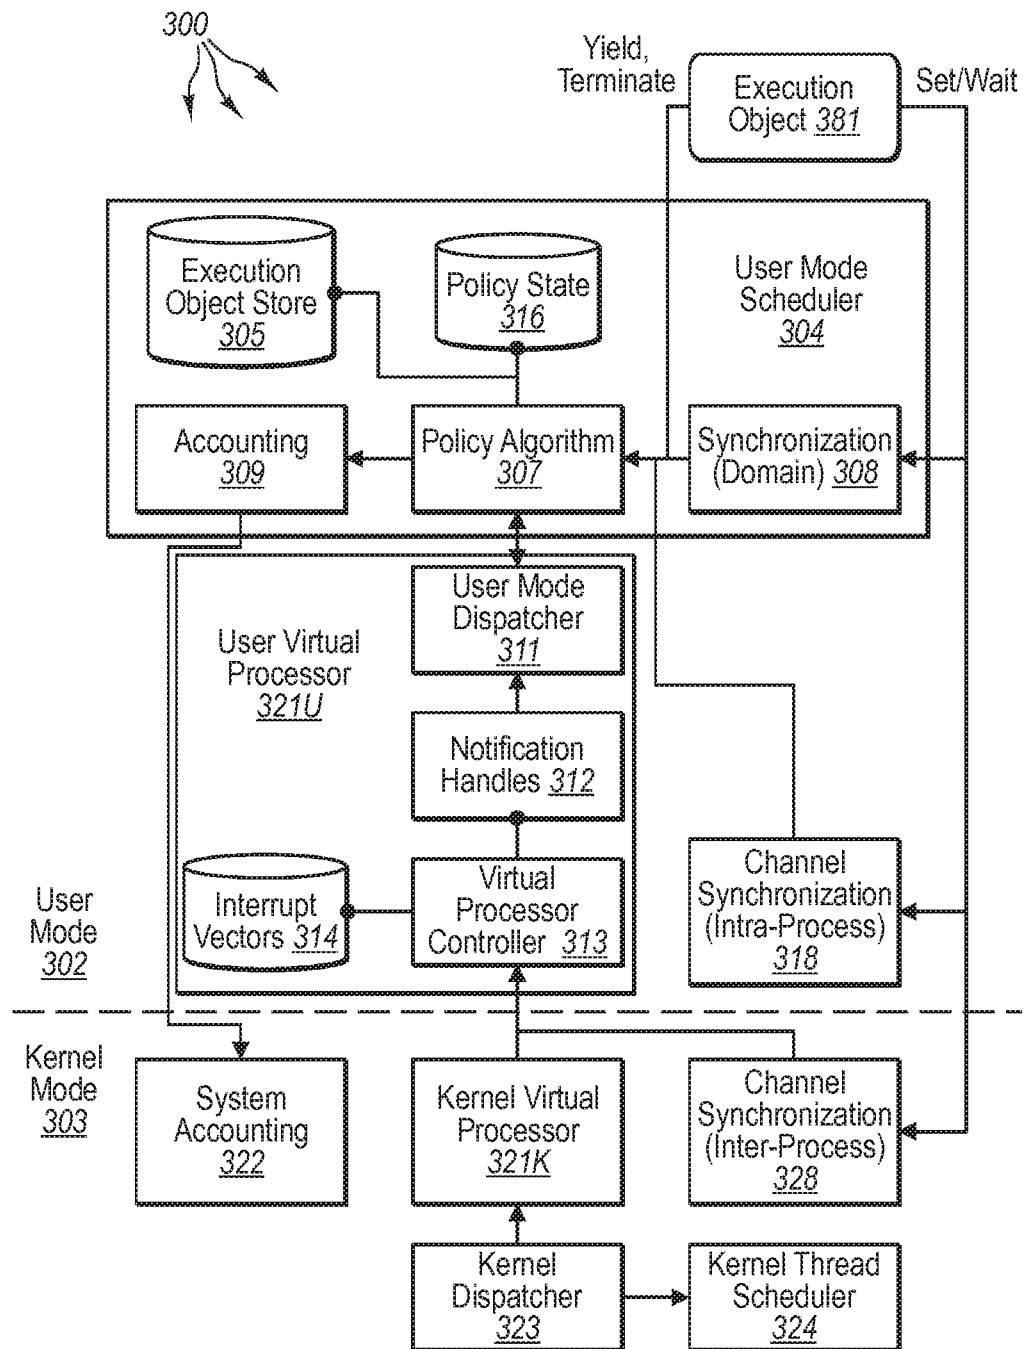 300
Yield,
Terminate
Execution
Object 381
Set/Wait
Execution
Object Store
305
Policy State
316
User Mode
Scheduler
304
Accounting
309
Policy Algorithm
307
Synchronization
(Domain) 308
User Mode
Dispatcher
311
User Virtual
Processor
321U
Notification
Handles 312
Interrupt
Vectors 314
Virtual
Processor
Controller 313
Channel
Synchronization
(Intra-Process)
318
User
Mode
302
Kernel
Mode
303
System
Accounting
322
Kernel Virtual
Processor
321K
Channel
Synchronization
(Inter-Process)
328
Kernel
Dispatcher
323
Kernel Thread
Scheduler
324